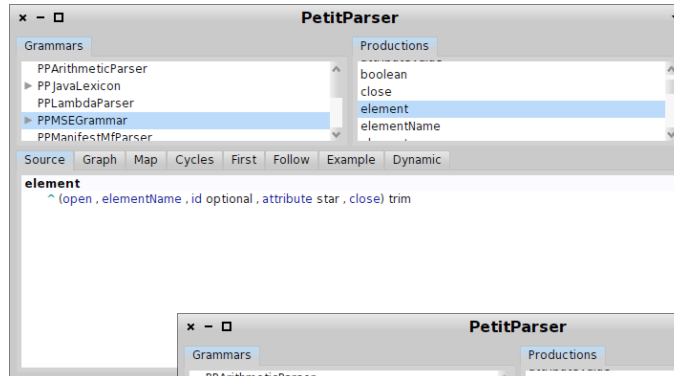 PetitParser
Grammars
Productions
PPArithmeticParser
PPJavaLexicon
PPLambdaParser
PPMSEGrammar
PPManifestMfParser
boolean
close
element
elementName
Source Graph Map Cycles First Follow Example Dynamic
element
^ (open , elementName , id optional , attribute star , close) trim
PetitParser
Grammars
Productions